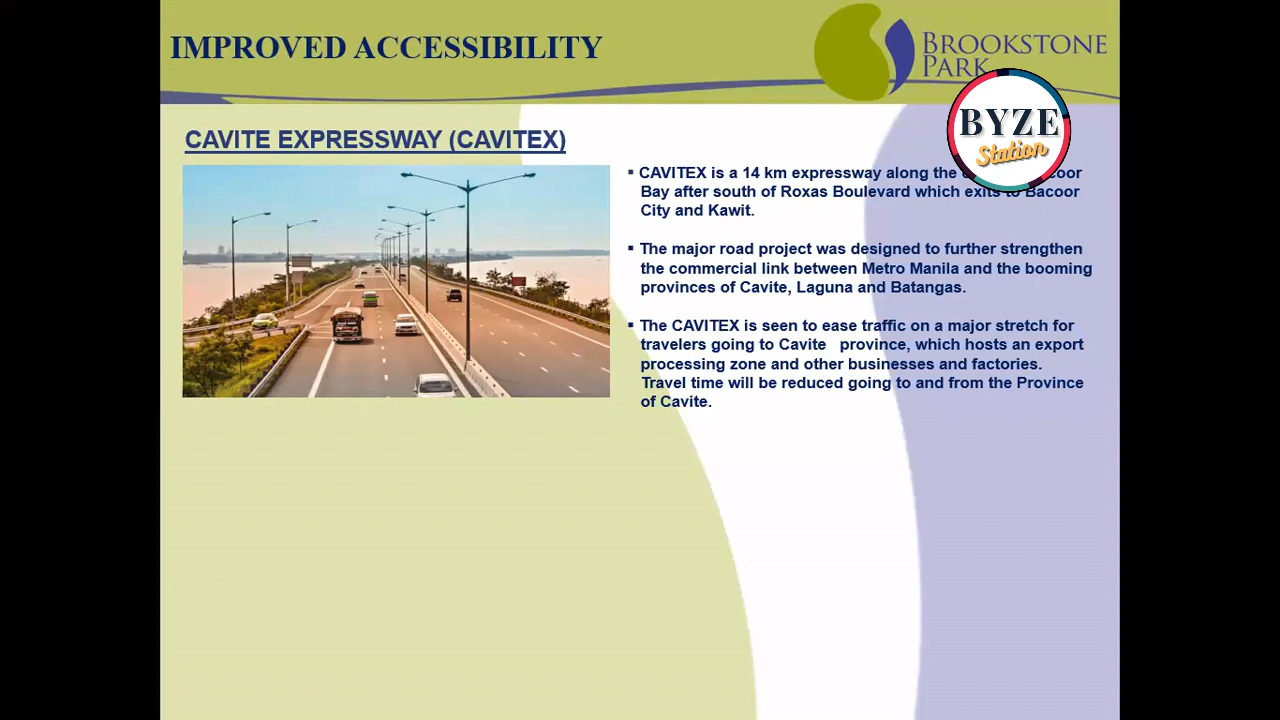 IMPROVED ACCESSIBILITY
BROOKSTONE
PARK
BYZE
Station
CAVITE EXPRESSWAY (CAVITEX)
▪ CAVITEX is a 14 km expressway along the
Bay after south of Roxas Boulevard which exits to Bacoor
City and Kawit.
▪ The major road project was designed to further strengthen
the commercial link between Metro Manila and the booming
provinces of Cavite, Laguna and Batangas.
▪ The CAVITEX is seen to ease traffic on a major stretch for
travelers going to Cavite province, which hosts an export
processing zone and other businesses and factories.
Travel time will be reduced going to and from the Province
of Cavite.